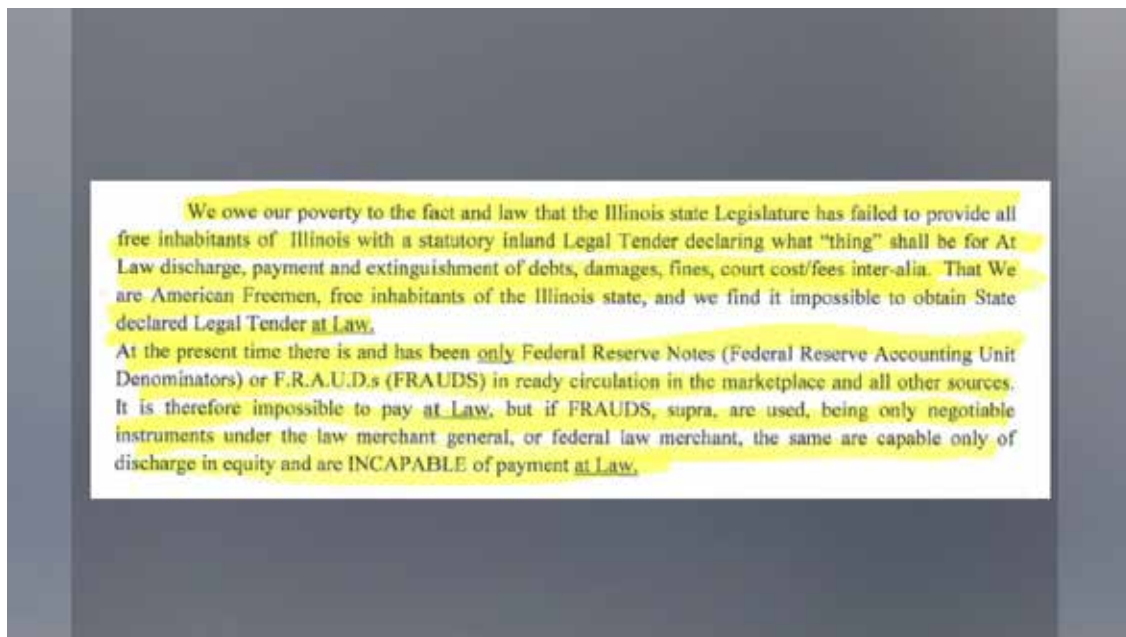 We owe our poverty to the fact and law that the Illinois state Legislature has failed to provide all
free inhabitants of Illinois with a statutory inland Legal Tender declaring what “thing” shall be for At
Law discharge, payment and extinguishment of debts, damages, fines, court cost/fees inter-alia. That We
are American Freemen, free inhabitants of the Illinois state, and we find it impossible to obtain State
declared Legal Tender at Law.
At the present time there is and has been only Federal Reserve Notes (Federal Reserve Accounting Unit
Denominators) or F.R.A.U.D.s (FRAUDS) in ready circulation in the marketplace and all other sources.
It is therefore impossible to pay at Law, but if FRAUDS, supra, are used, being only negotiable
instruments under the law merchant general, or federal law merchant, the same are capable only of
discharge in equity and are INCAPABLE of payment at Law.